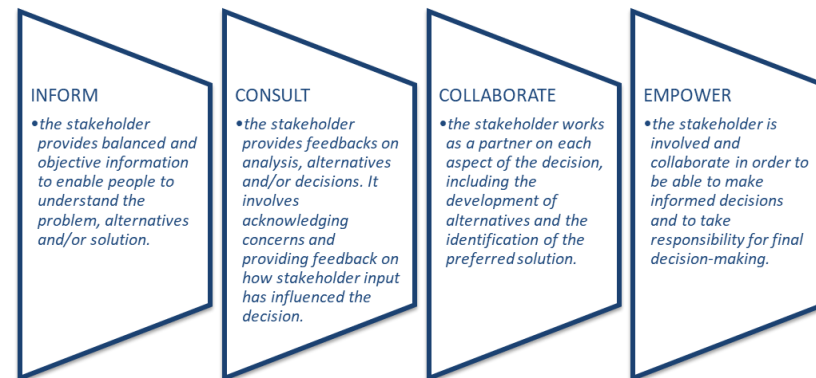 INFORM
•the stakeholder
provides balanced and
objective information
to enable people to
understand the
problem, alternatives
and/or solution.
CONSULT
•the stakeholder
provides feedbacks on
analysis, alternatives
and/or decisions. It
involves
acknowledging
concerns and
providing feedback on
how stakeholder input
has influenced the
decision.
COLLABORATE
•the stakeholder works
as a partner on each
aspect of the decision,
including the
development of
alternatives and the
identification of the
preferred solution.
EMPOWER
•the stakeholder is
involved and
collaborate in order to
be able to make
informed decisions
and to take
responsibility for final
decision-making.